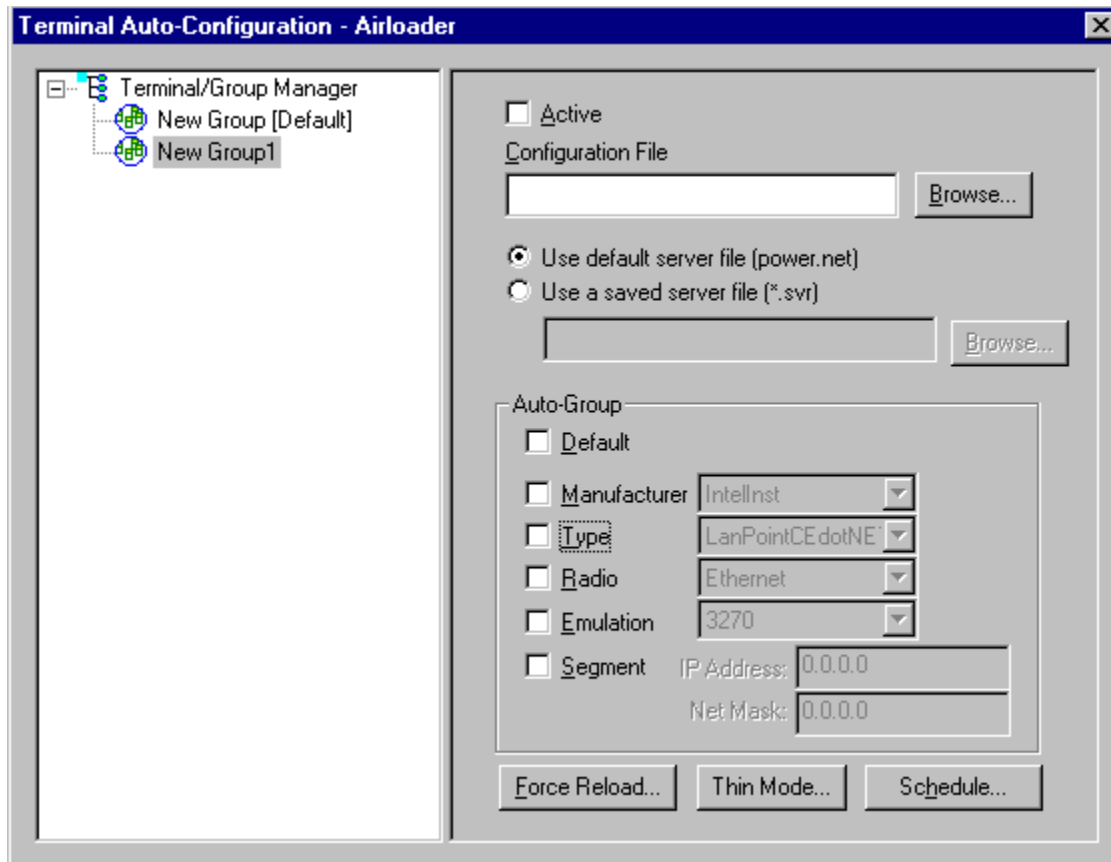 Terminal Auto-Configuration - Airloader
Terminal/Group Manager
New Group [Default]
New Group1
Active
Configuration File
Browse...
Use default server file (power.net)
Use a saved server file (*.svr)
Browse...
Auto-Group
Default
Manufacturer IntelInst
Type LanPointCEdotNET
Radio Ethernet
Emulation 3270
Segment IP Address: 0.0.0.0
Net Mask: 0.0.0.0
Force Reload... Thin Mode... Schedule...